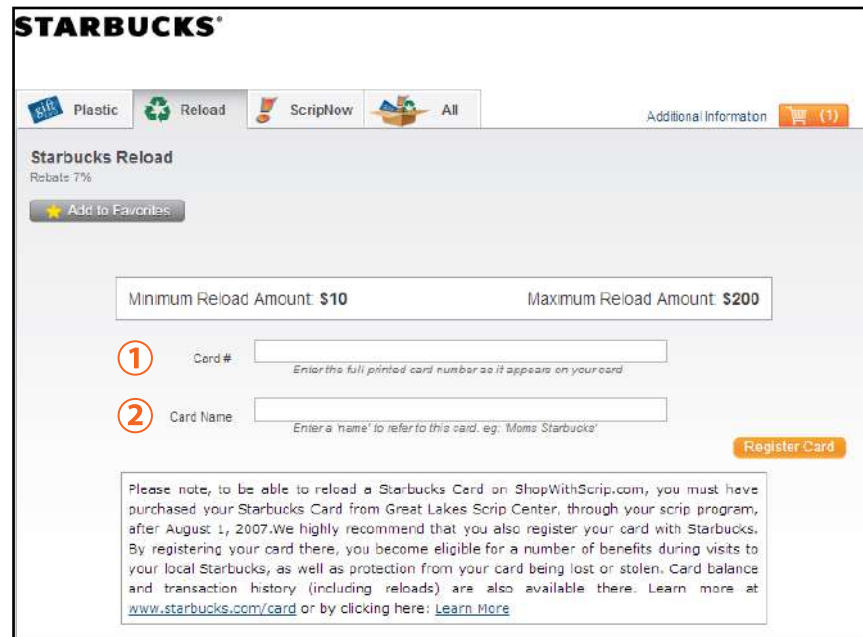 STARBUCKS®
gift Plastic Reload ScripNow All
Additional Information (1)
Starbucks Reload
Rebate 7%
Add to Favorites
Minimum Reload Amount: $10 Maximum Reload Amount: $200
1 Card #
Enter the full printed card number as it appears on your card
2 Card Name
Enter a 'name' to refer to this card. eg: 'Moms Starbucks'
Register Card
Please note, to be able to reload a Starbucks Card on ShopWithScrip.com, you must have
purchased your Starbucks Card from Great Lakes Scrip Center, through your scrip program,
after August 1, 2007.We highly recommend that you also register your card with Starbucks.
By registering your card there, you become eligible for a number of benefits during visits to
your local Starbucks, as well as protection from your card being lost or stolen. Card balance
and transaction history (including reloads) are also available there. Learn more at
www.starbucks.com/card or by clicking here: Learn More